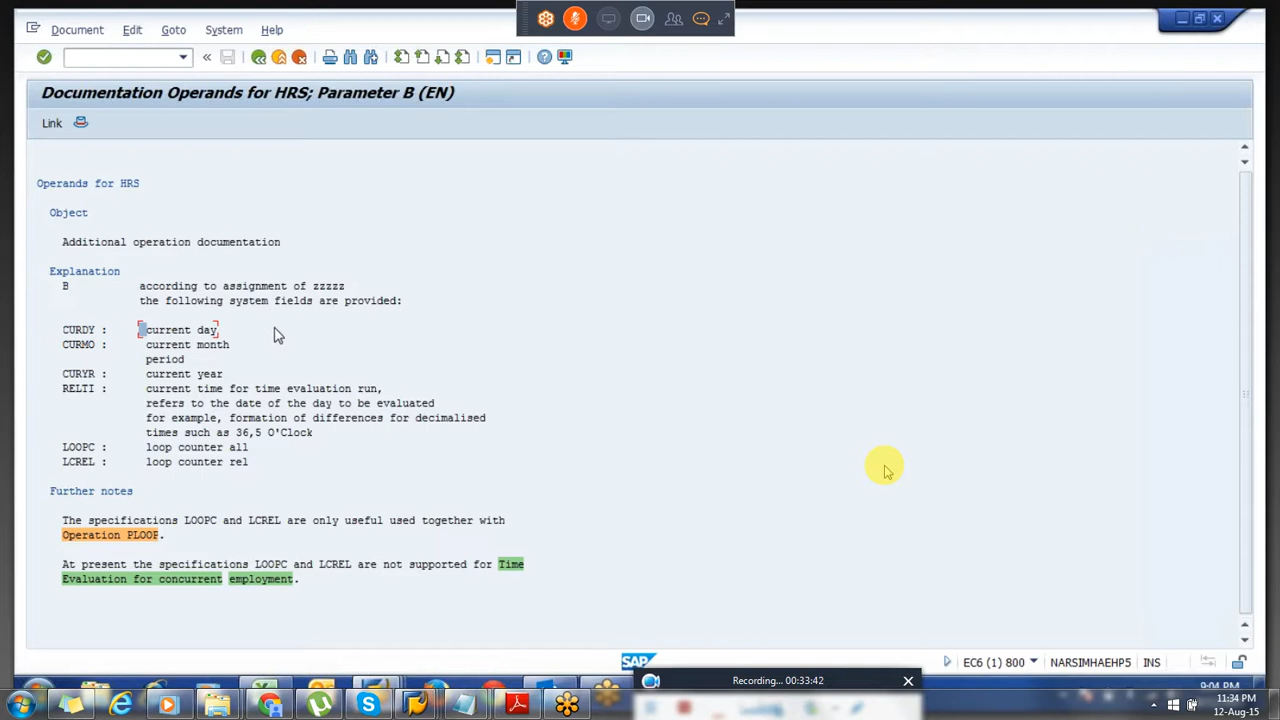 Document Edit Goto System Help
Documentation Operands for HRS; Parameter B (EN)
Link
Operands for HRS
Object
Additional operation documentation
Explanation
B according to assignment of zzzzz
the following system fields are provided:
CURDY : current day
CURMO : current month
period
CURYR : current year
RELTI : current time for time evaluation run,
refers to the date of the day to be evaluated
for example, formation of differences for decimalised
times such as 36,5 O'Clock
LOOPC : loop counter all
LCREL : loop counter rel
Further notes
The specifications LOOPC and LCREL are only useful used together with
Operation PLOOP.
At present the specifications LOOPC and LCREL are not supported for Time
Evaluation for concurrent employment.
SAP
EC6 (1) 800 NARSIMHAEHP5 INS
Recording... 00:33:42
9:04 PM
11:34 PM
12-Aug-15